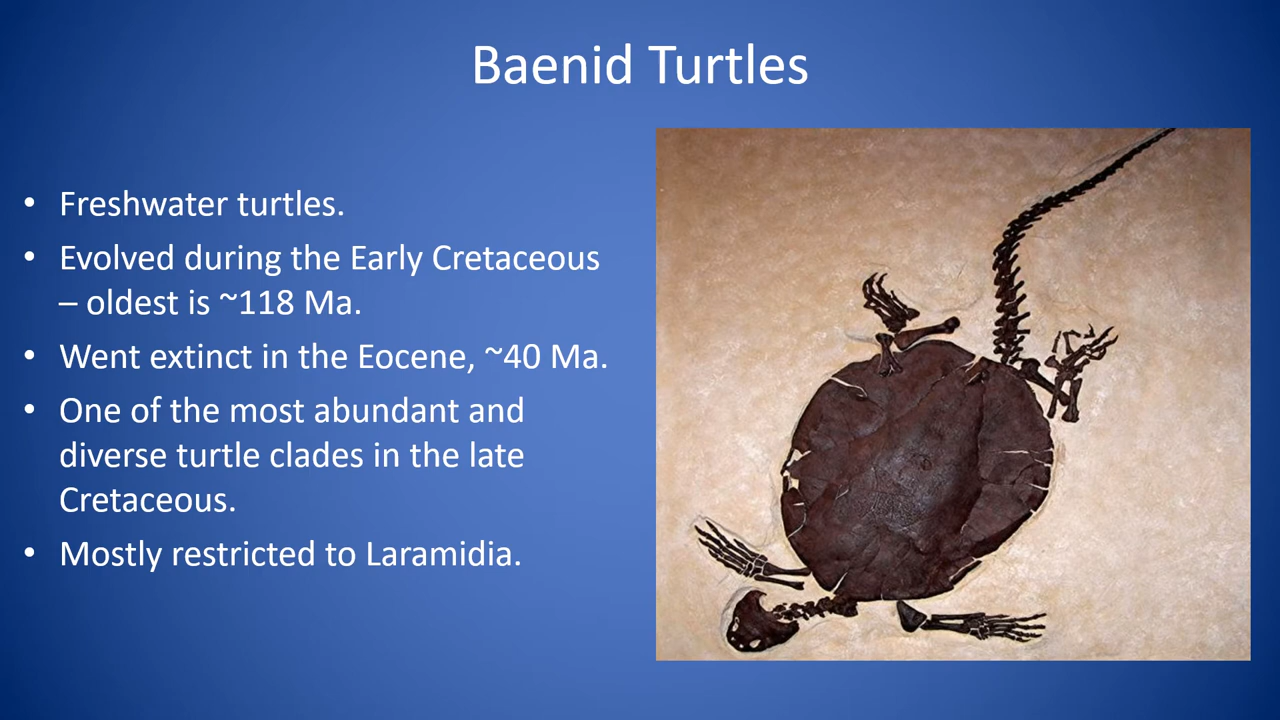 Baenid Turtles
• Freshwater turtles.
• Evolved during the Early Cretaceous
– oldest is ~118 Ma.
• Went extinct in the Eocene, ~40 Ma.
• One of the most abundant and
diverse turtle clades in the late
Cretaceous.
• Mostly restricted to Laramidia.